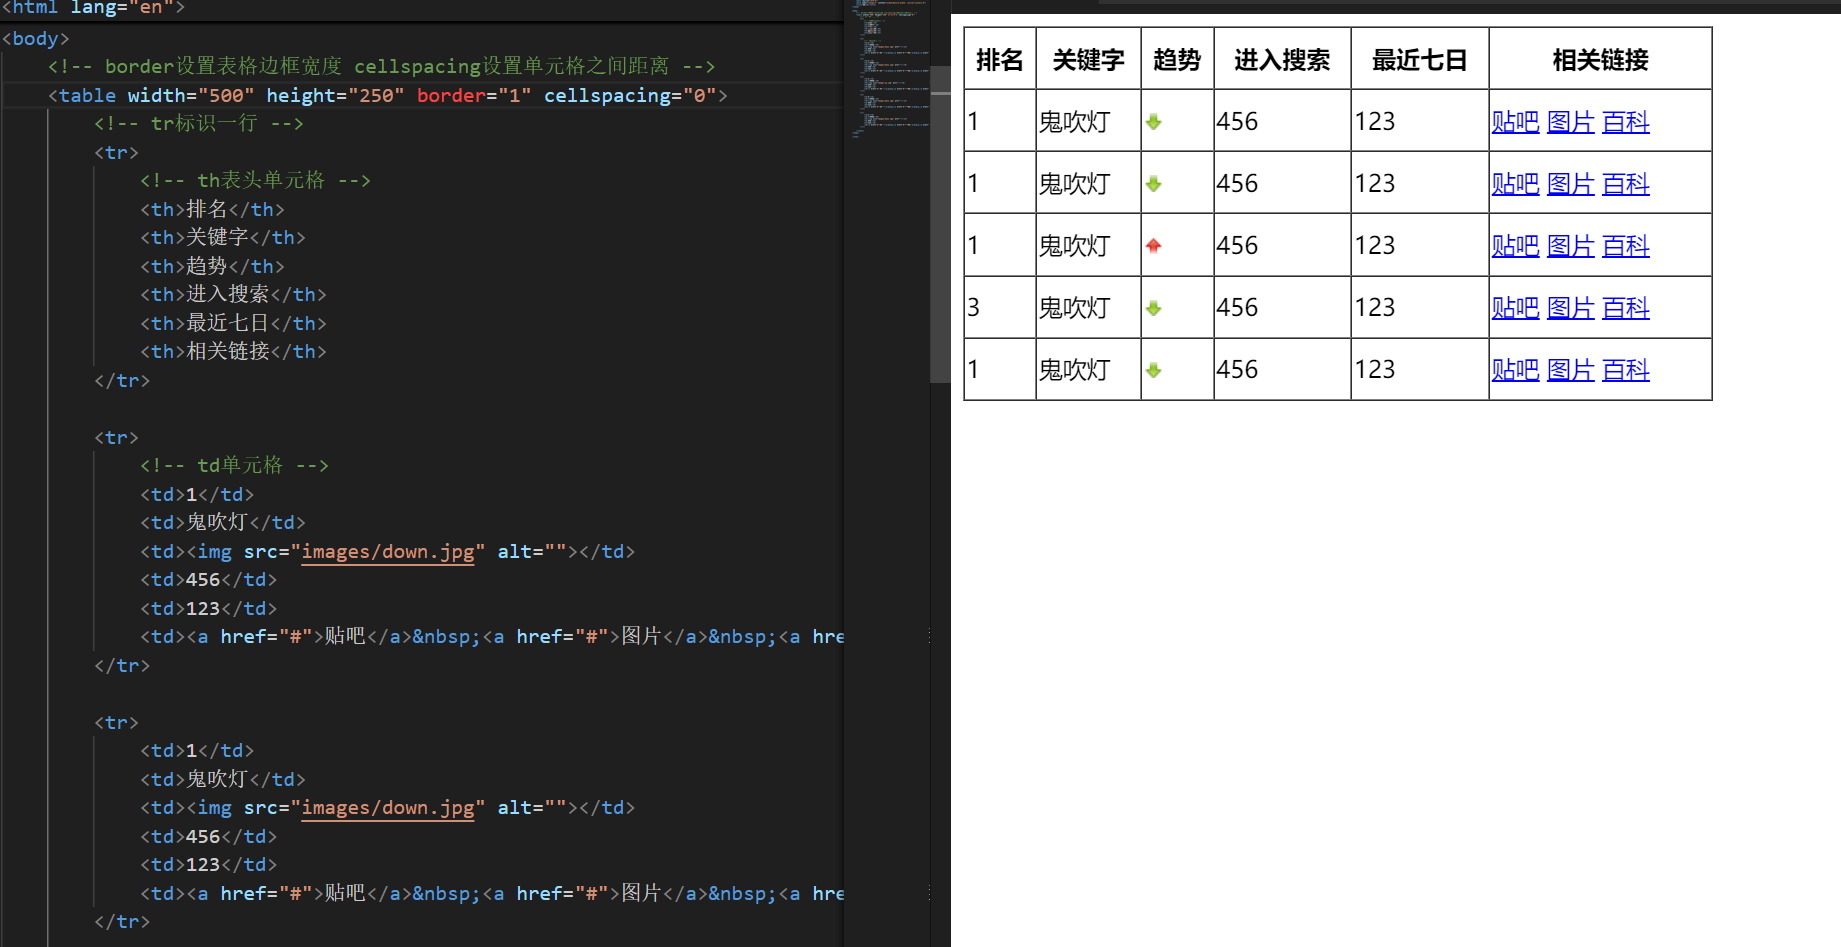 <html lang="en">
<body>
<!-- border设置表格边框宽度 cellspacing设置单元格之间距离 -->
<table width="500" height="250" border="1" cellspacing="0">
<!-- tr标识一行 -->
<tr>
<!-- th表头单元格 -->
<th>排名</th>
<th>关键字</th>
<th>趋势</th>
<th>进入搜索</th>
<th>最近七日</th>
<th>相关链接</th>
</tr>
<tr>
<!-- td单元格 -->
<td>1</td>
<td>鬼吹灯</td>
<td><img src="images/down.jpg" alt=""></td>
<td>456</td>
<td>123</td>
<td><a href="#">贴吧</a>&nbsp;<a href="#">图片</a>&nbsp;<a hre
</tr>
<tr>
<td>1</td>
<td>鬼吹灯</td>
<td><img src="images/down.jpg" alt=""></td>
<td>456</td>
<td>123</td>
<td><a href="#">贴吧</a>&nbsp;<a href="#">图片</a>&nbsp;<a hre
</tr>
排名 关键字 趋势 进入搜索 最近七日 相关链接
1 鬼吹灯 456 123 贴吧 图片 百科
1 鬼吹灯 456 123 贴吧 图片 百科
1 鬼吹灯 456 123 贴吧 图片 百科
3 鬼吹灯 456 123 贴吧 图片 百科
1 鬼吹灯 456 123 贴吧 图片 百科